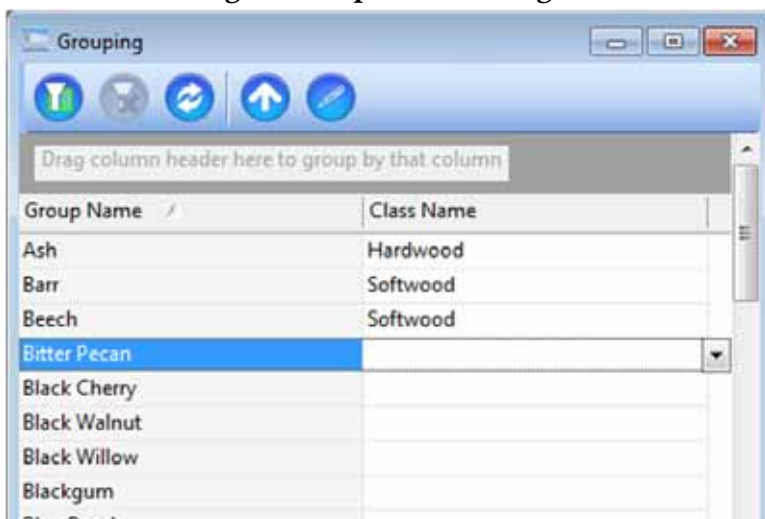 Grouping
Drag column header here to group by that column
Group Name Class Name
Ash Hardwood
Barr Softwood
Beech Softwood
Bitter Pecan
Black Cherry
Black Walnut
Black Willow
Blackgum